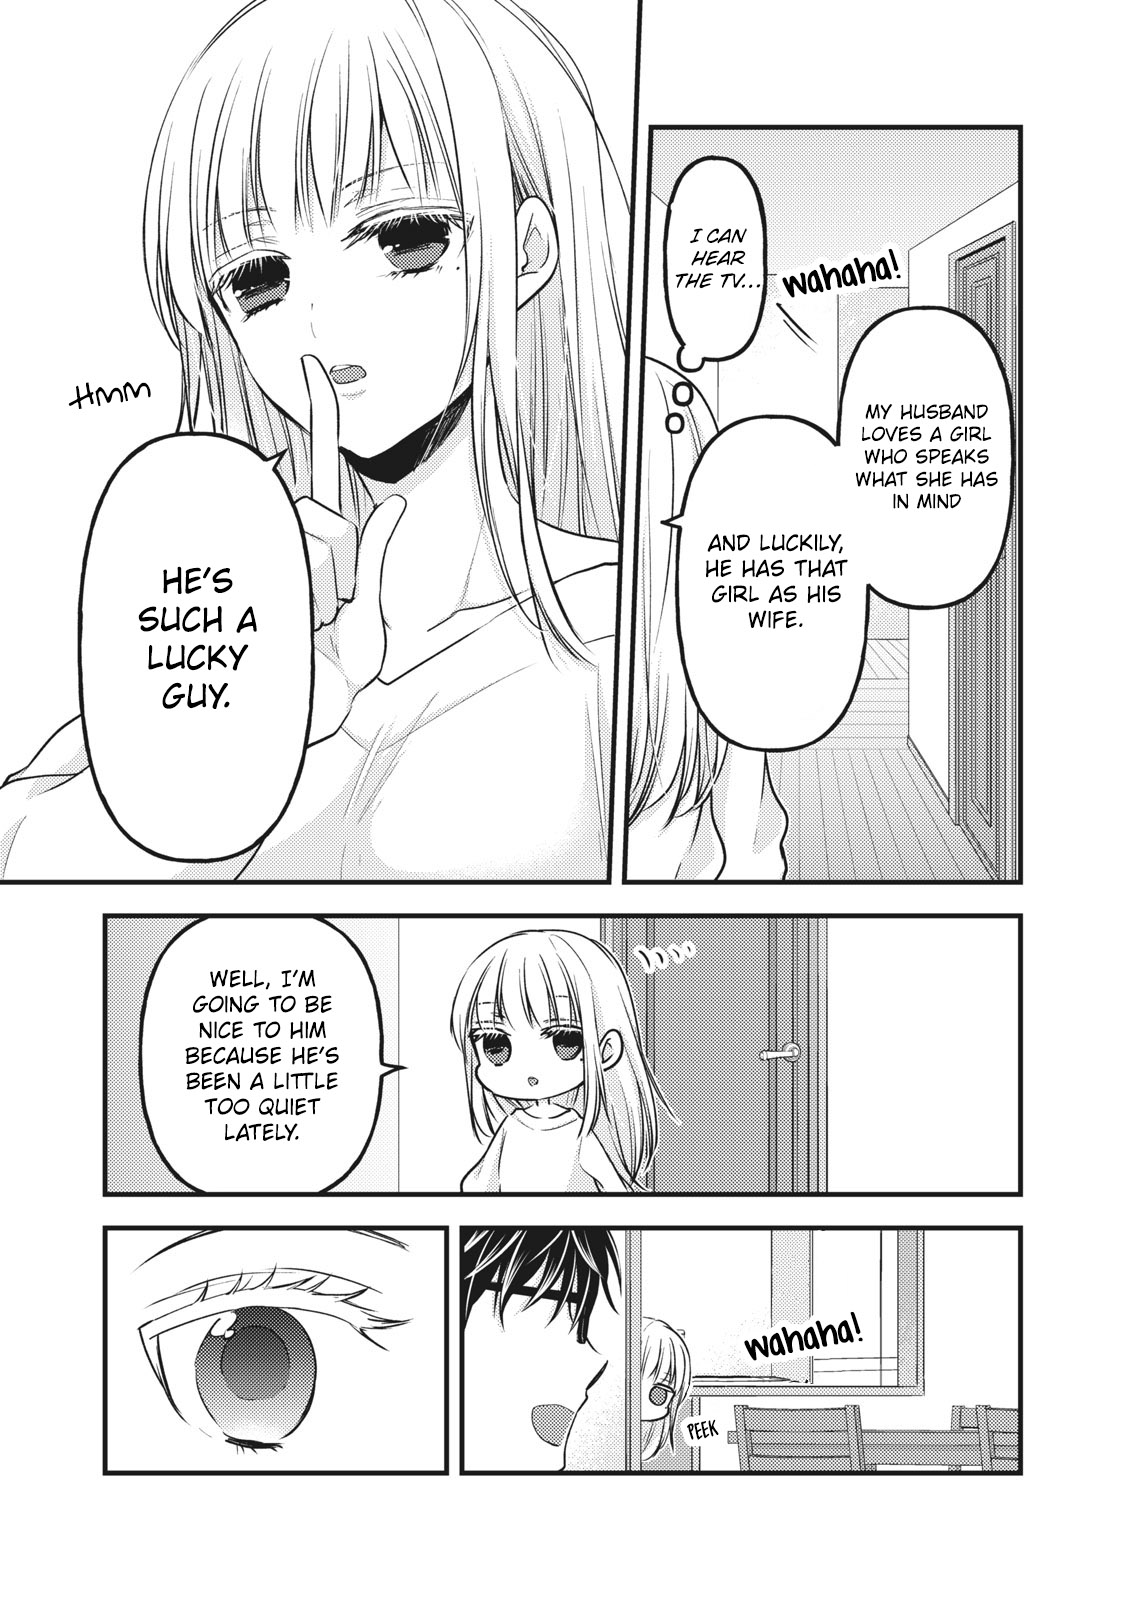 I CAN
HEAR
THE TV...
wahaha!
MY HUSBAND
LOVES A GIRL
WHO SPEAKS
WHAT SHE HAS
IN MIND
AND LUCKILY,
HE HAS THAT
GIRL AS HIS
WIFE.
Hmm
HE'S
SUCH A
LUCKY
GUY.
WELL, I'M
GOING TO BE
NICE TO HIM
BECAUSE HE'S
BEEN A LITTLE
TOO QUIET
LATELY.
wahaha!
PEEK